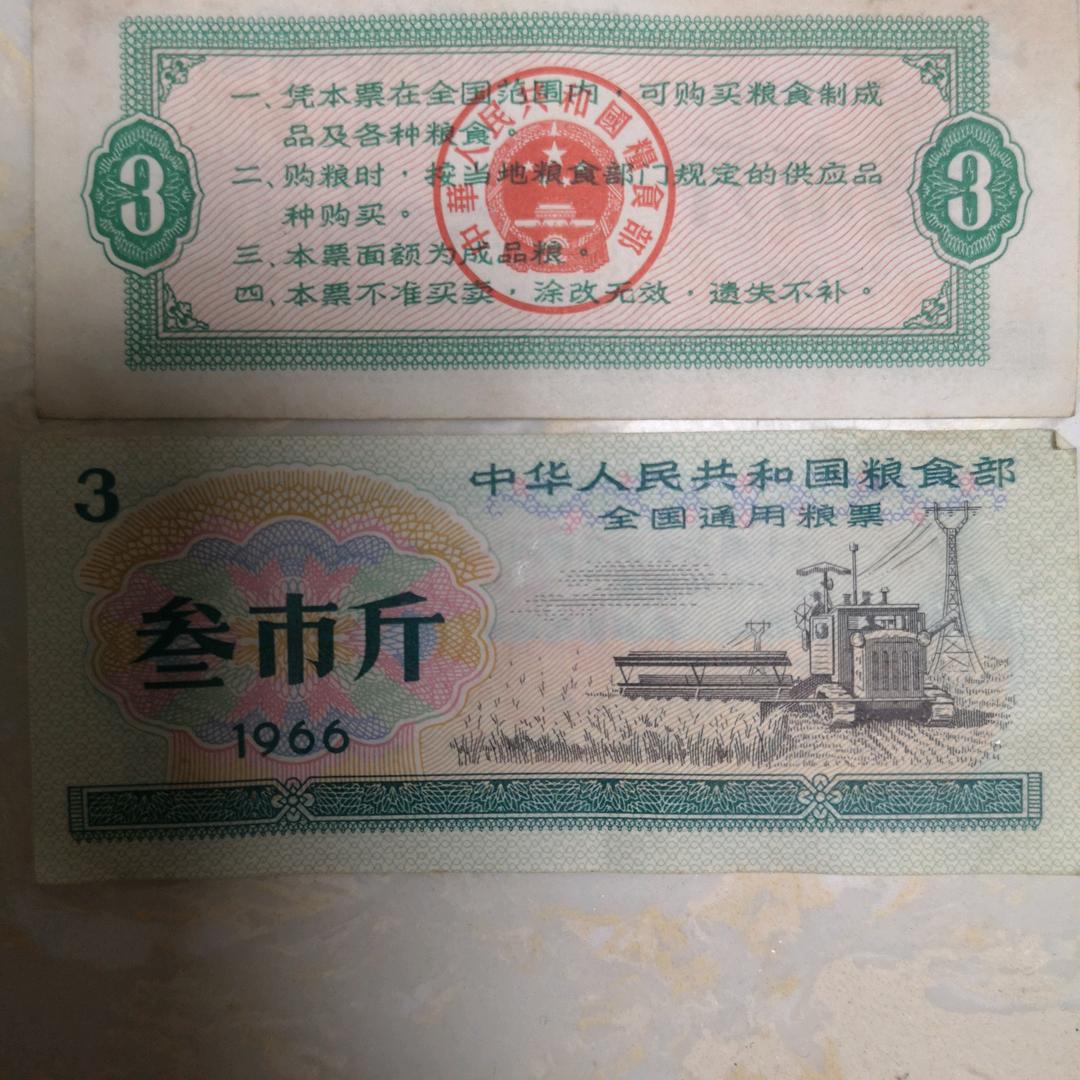 3
一、凭本票在全国范围内，可购买粮食制成
品及各种粮食。
二、购粮时，按当地粮食部门规定的供应品
种购买。
三、本票面额为成品粮。
四、本票不准买卖，涂改无效，遗失不补。
中華人民共和國糧食部
3
3
中华人民共和国粮食部
全国通用粮票
叁市斤
1966